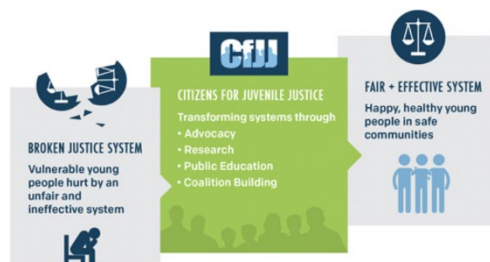 BROKEN JUSTICE SYSTEM
Vulnerable young
people hurt by an
unfair and
ineffective system
CfJJ
CITIZENS FOR JUVENILE JUSTICE
Transforming systems through
• Advocacy
• Research
• Public Education
• Coalition Building
FAIR + EFFECTIVE SYSTEM
Happy, healthy young
people in safe
communities